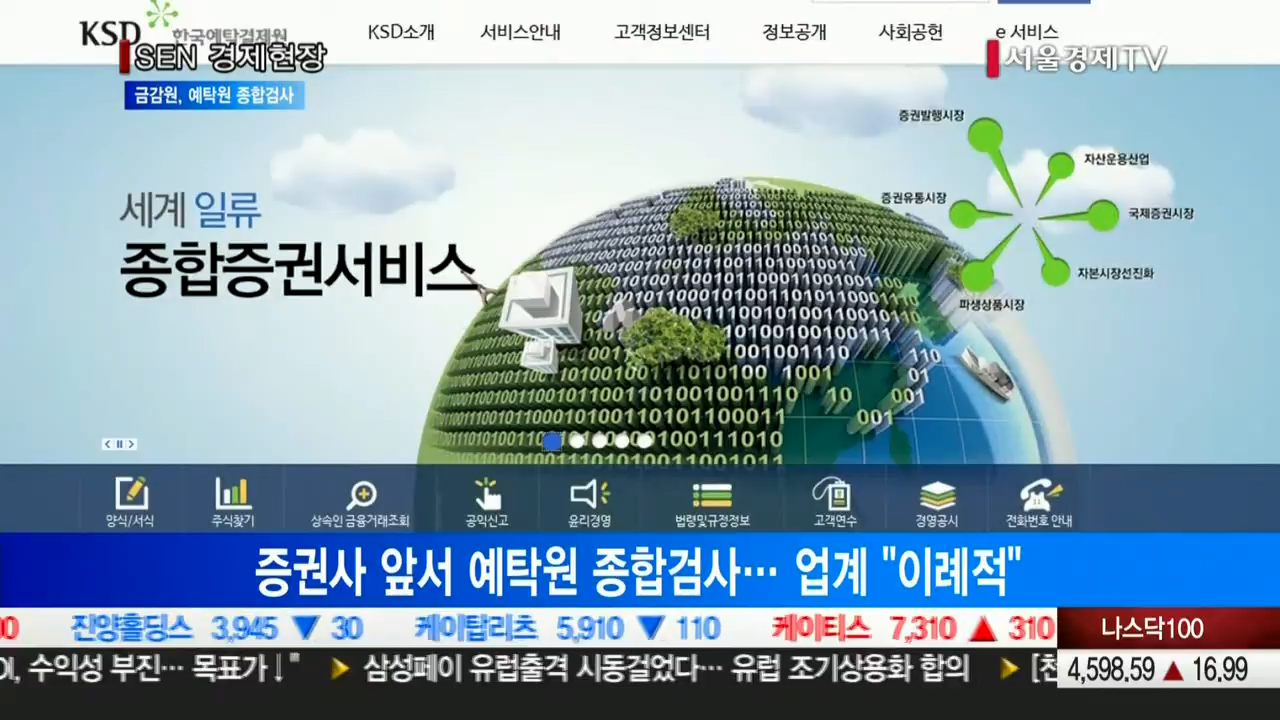 KSD 한국예탁결제원
KSD소개 서비스안내 고객정보센터 정보공개 사회공헌 e 서비스
SEN 경제현장
서울경제TV
금감원, 예탁원 종합검사
세계 일류
종합증권서비스
증권발행시장
자산운용산업
증권유통시장
국제증권시장
자본시장선진화
파생상품시장
양식/서식 주식찾기 상속인 금융거래조회 공익신고 윤리경영 법령및규정정보 고객연수 경영공시 전화번호 안내
증권사 앞서 예탁원 종합검사… 업계 "이례적"
0 진양홀딩스 3,945 ▼ 30 케이탑리츠 5,910 ▼ 110 케이티스 7,310 ▲ 310
나스닥100
, 수익성 부진… 목표가↓" ▶ 삼성페이 유럽출격 시동걸었다… 유럽 조기상용화 합의 ▶ [천
4,598.59 ▲ 16.99